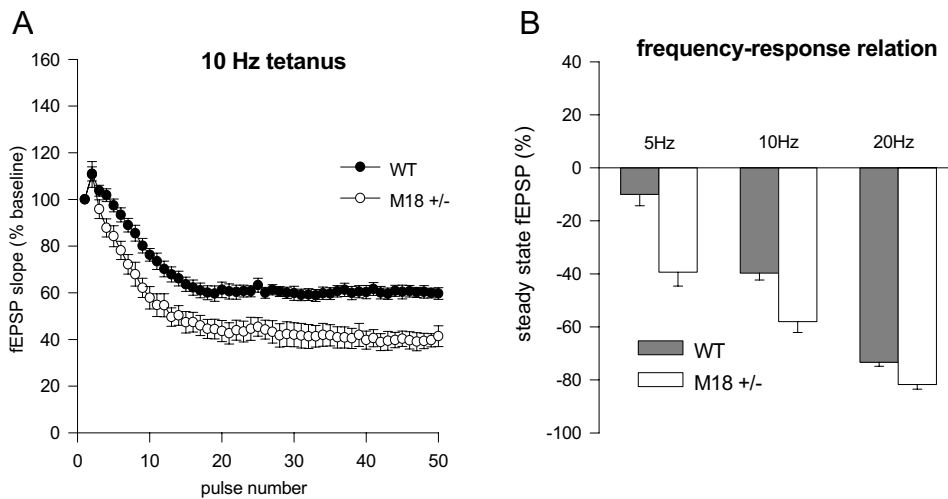 A
10 Hz tetanus
fEPSP slope (% baseline)
160
140
120
100
80
60
40
20
0
WT
M18 +/-
0 10 20 30 40 50
pulse number
B
frequency-response relation
steady state fEPSP (%)
40
20
0
-20
-40
-60
-80
-100
5Hz 10Hz 20Hz
WT
M18 +/-